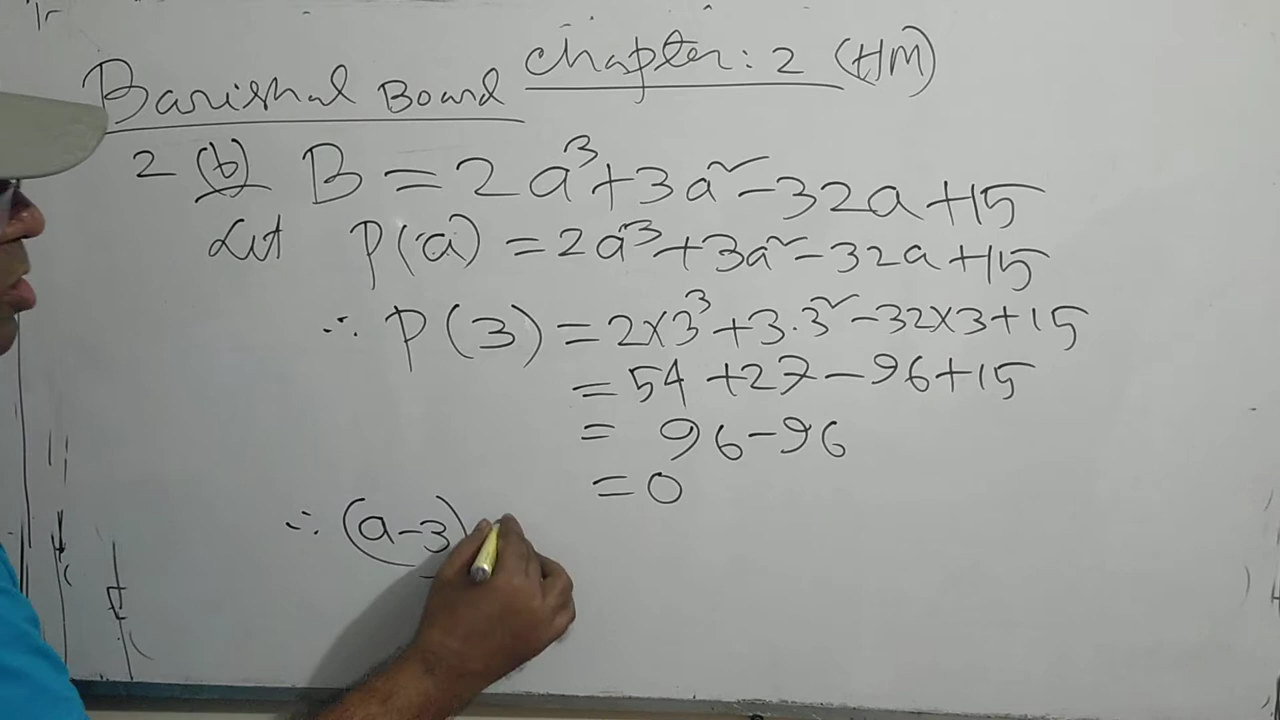 Chapter: 2 (HM)
Barishal Board
2 (b) B = 2a³+3a²-32a+15
Let P(a) = 2a³+3a²-32a+15
∴ P(3) = 2×3³+3.3²-32×3+15
= 54+27-96+15
= 96-96
= 0
∴ (a-3)